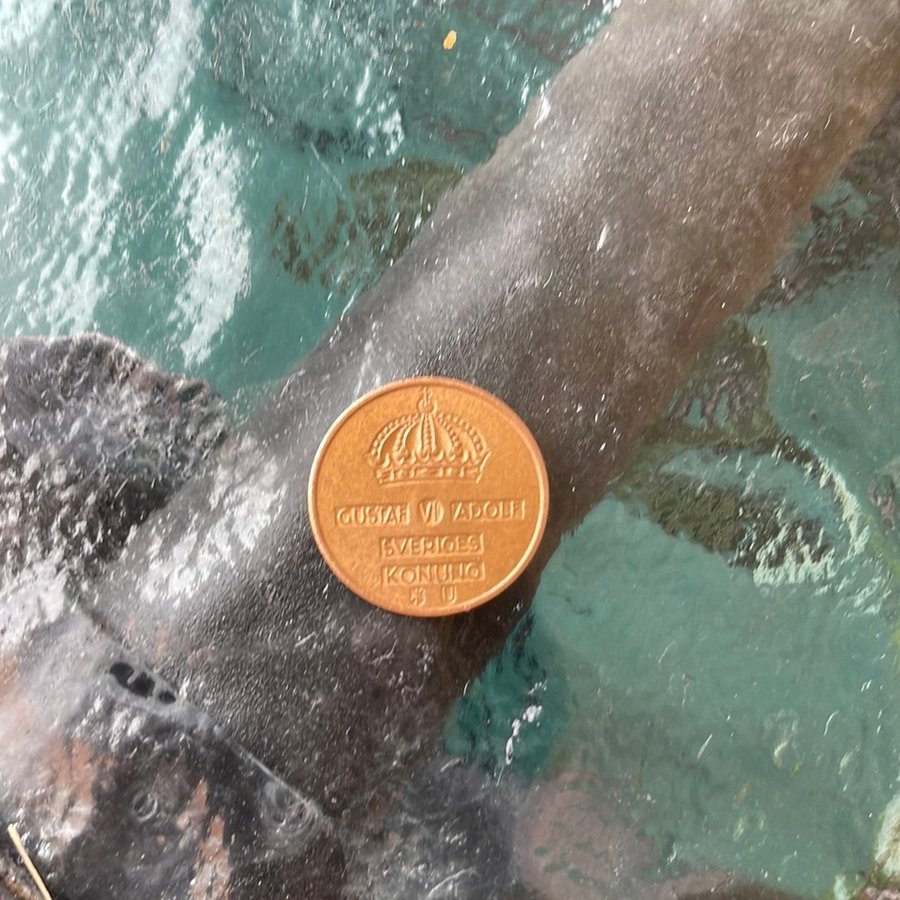 GUSTAF VI ADOLF
SVERIGES
KONUNG
U